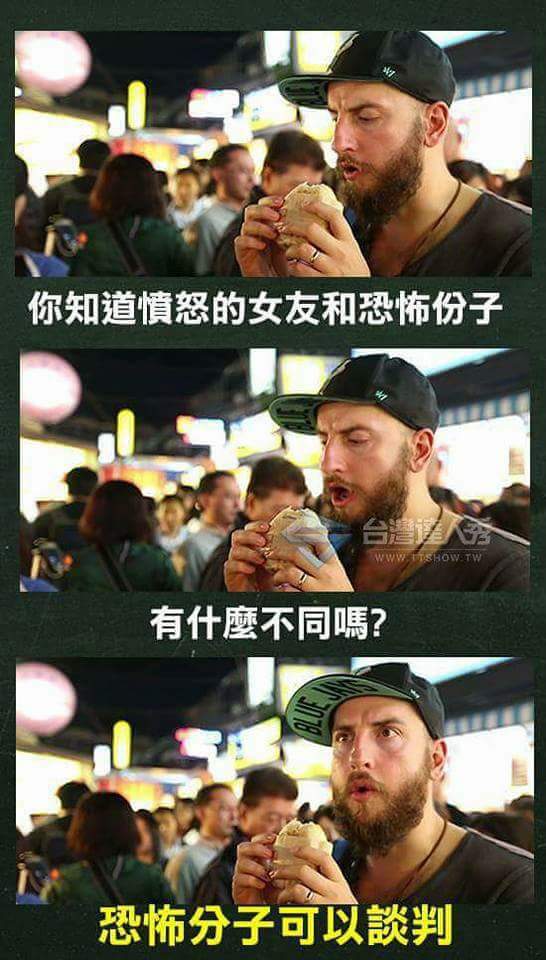 你知道憤怒的女友和恐怖份子
台灣達人秀
WWW.TTSHOW.TW
有什麼不同嗎?
BLUE JAYS
恐怖分子可以談判